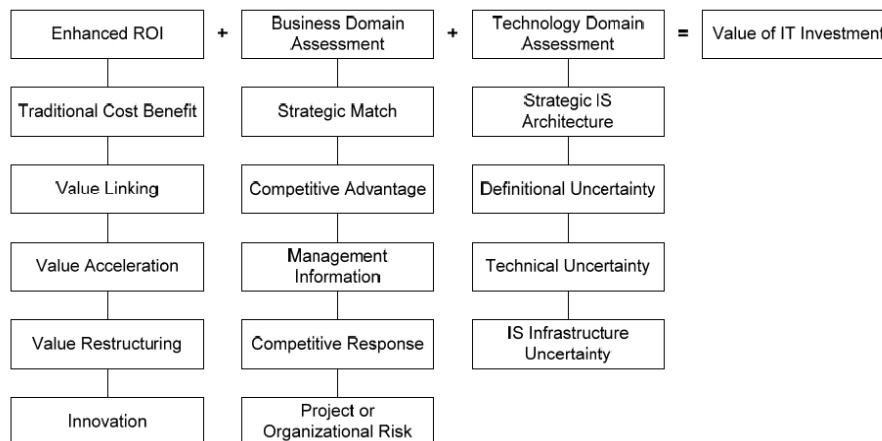 Enhanced ROI + Business Domain Assessment + Technology Domain Assessment = Value of IT Investment
Traditional Cost Benefit
Strategic Match
Strategic IS
Architecture
Value Linking
Competitive Advantage
Definitional Uncertainty
Value Acceleration
Management
Information
Technical Uncertainty
Value Restructuring
Competitive Response
IS Infrastructure
Uncertainty
Innovation
Project or
Organizational Risk